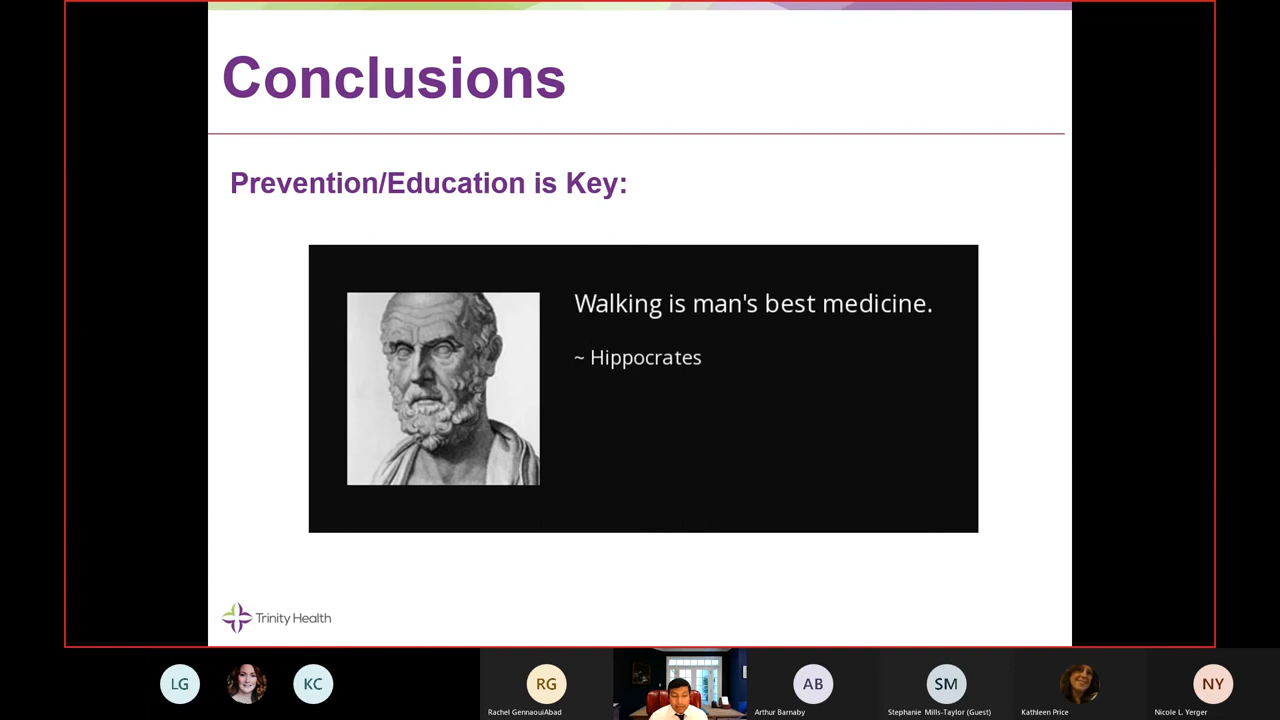 Conclusions
Prevention/Education is Key:
Walking is man's best medicine.
~ Hippocrates
Trinity Health
LG
KC
RG
AB
SM
NY
Rachel GennaouiAbad
Arthur Barnaby
Stephanie Mills-Taylor (Guest)
Kathleen Price
Nicole L. Yerger